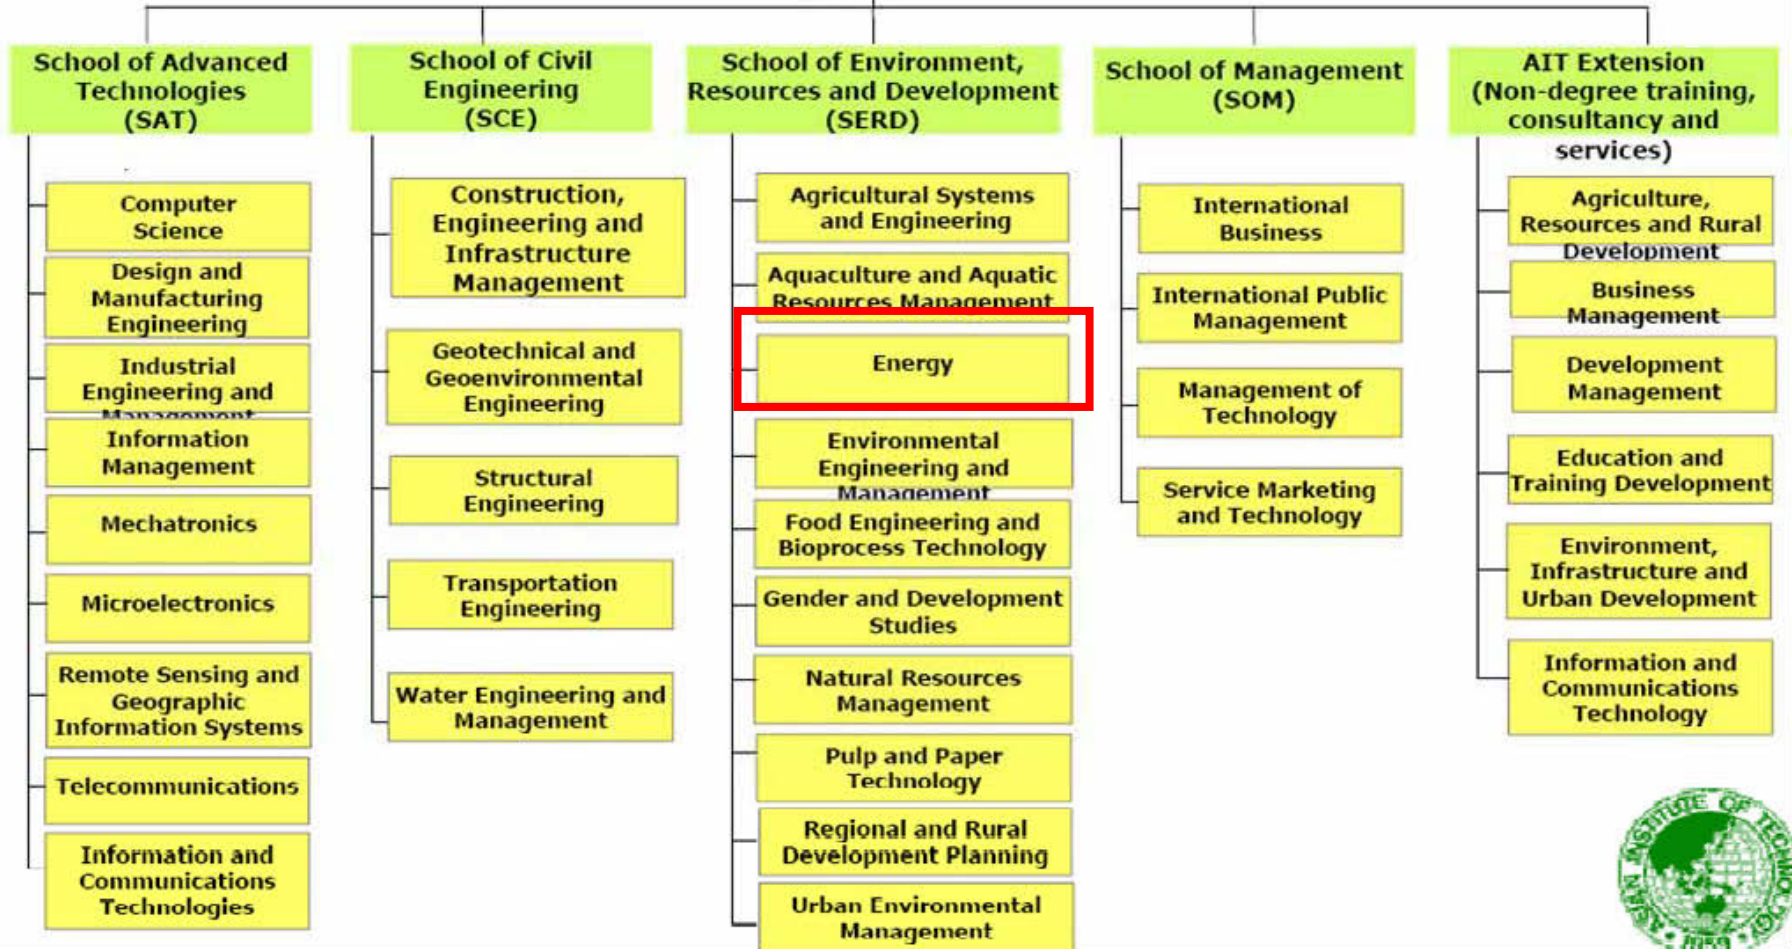 School of Advanced
Technologies
(SAT)
Computer
Science
Design and
Manufacturing
Engineering
Industrial
Engineering and
Management
Information
Management
Mechatronics
Microelectronics
Remote Sensing and
Geographic
Information Systems
Telecommunications
Information and
Communications
Technologies
School of Civil
Engineering
(SCE)
Construction,
Engineering and
Infrastructure
Management
Geotechnical and
Geoenvironmental
Engineering
Structural
Engineering
Transportation
Engineering
Water Engineering and
Management
School of Environment,
Resources and Development
(SERD)
Agricultural Systems
and Engineering
Aquaculture and Aquatic
Resources Management
Energy
Environmental
Engineering and
Management
Food Engineering and
Bioprocess Technology
Gender and Development
Studies
Natural Resources
Management
Pulp and Paper
Technology
Regional and Rural
Development Planning
Urban Environmental
Management
School of Management
(SOM)
International
Business
International Public
Management
Management of
Technology
Service Marketing
and Technology
AIT Extension
(Non-degree training,
consultancy and
services)
Agriculture,
Resources and Rural
Development
Business
Management
Development
Management
Education and
Training Development
Environment,
Infrastructure and
Urban Development
Information and
Communications
Technology
ASIAN INSTITUTE OF TECHNOLOGY